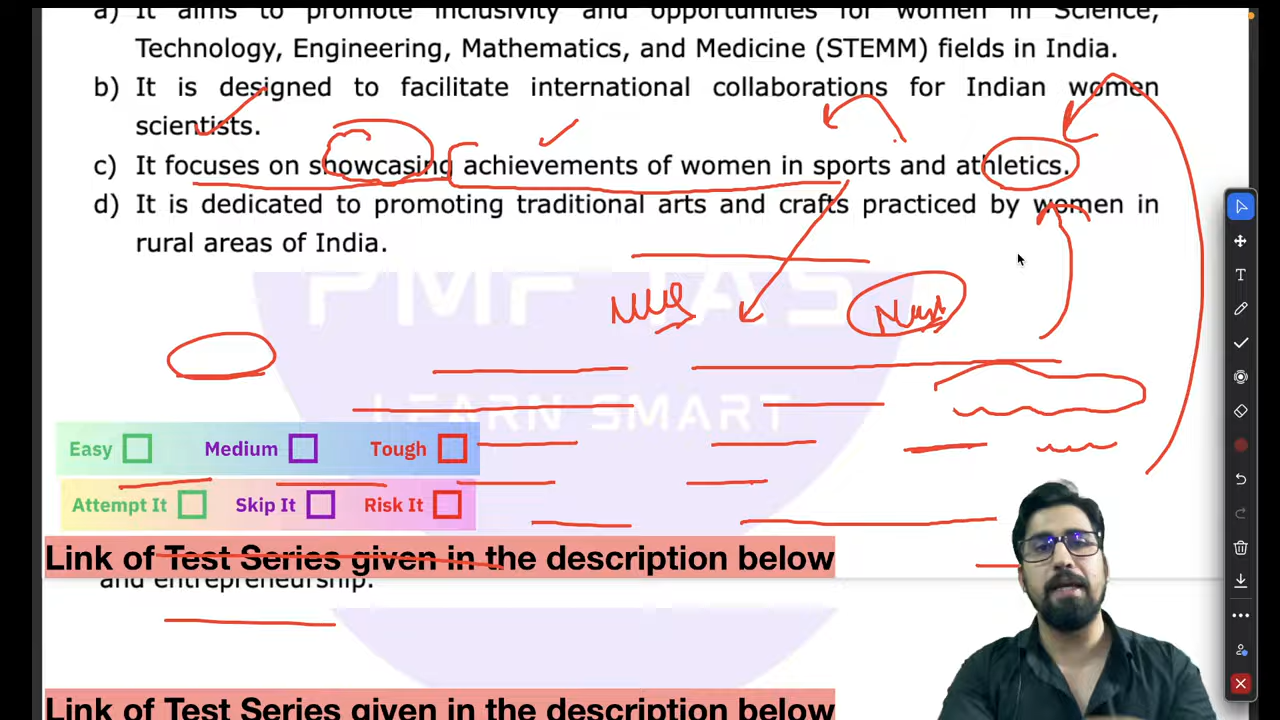 a) It aims to promote inclusivity and opportunities for women in Science,
Technology, Engineering, Mathematics, and Medicine (STEMM) fields in India.
b) It is designed to facilitate international collaborations for Indian women
scientists.
c) It focuses on showcasing achievements of women in sports and athletics.
d) It is dedicated to promoting traditional arts and crafts practiced by women in
rural areas of India.
PMF IAS
LEARN SMART
Easy Medium Tough
Attempt It Skip It Risk It
Link of Test Series given in the description below
and entrepreneurship.
Link of Test Series given in the description below
T